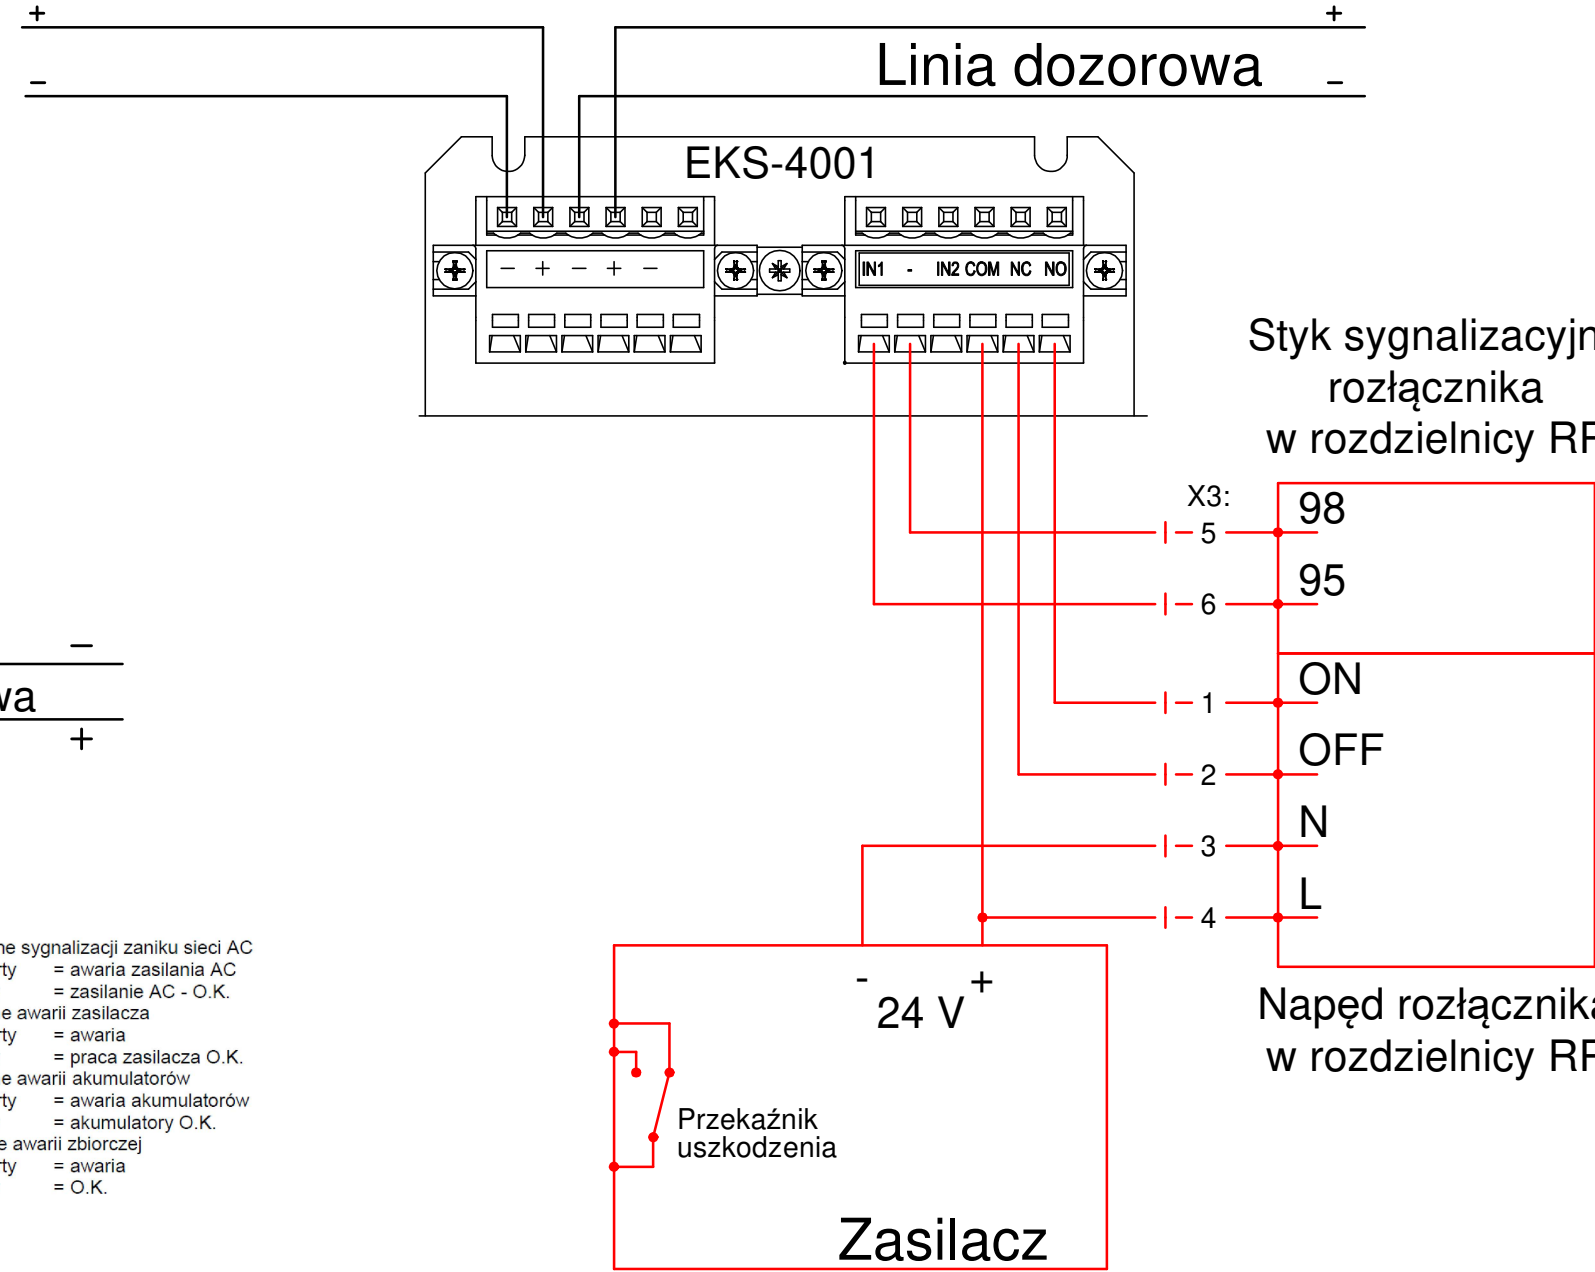 + +
Linia dozorowa
− −
EKS-4001
− + − + −
IN1 - IN2 COM NC NO
Styk sygnalizacyjn
rozłącznika
w rozdzielnicy RP
X3:
5 98
6 95
1 ON
2 OFF
3 N
4 L
Napęd rozłącznika
w rozdzielnicy RP
−
wa
+
ne sygnalizacji zaniku sieci AC
rty = awaria zasilania AC
= zasilanie AC - O.K.
e awarii zasilacza
rty = awaria
= praca zasilacza O.K.
e awarii akumulatorów
rty = awaria akumulatorów
= akumulatory O.K.
e awarii zbiorczej
rty = awaria
= O.K.
- +
24 V
Przekaźnik
uszkodzenia
Zasilacz